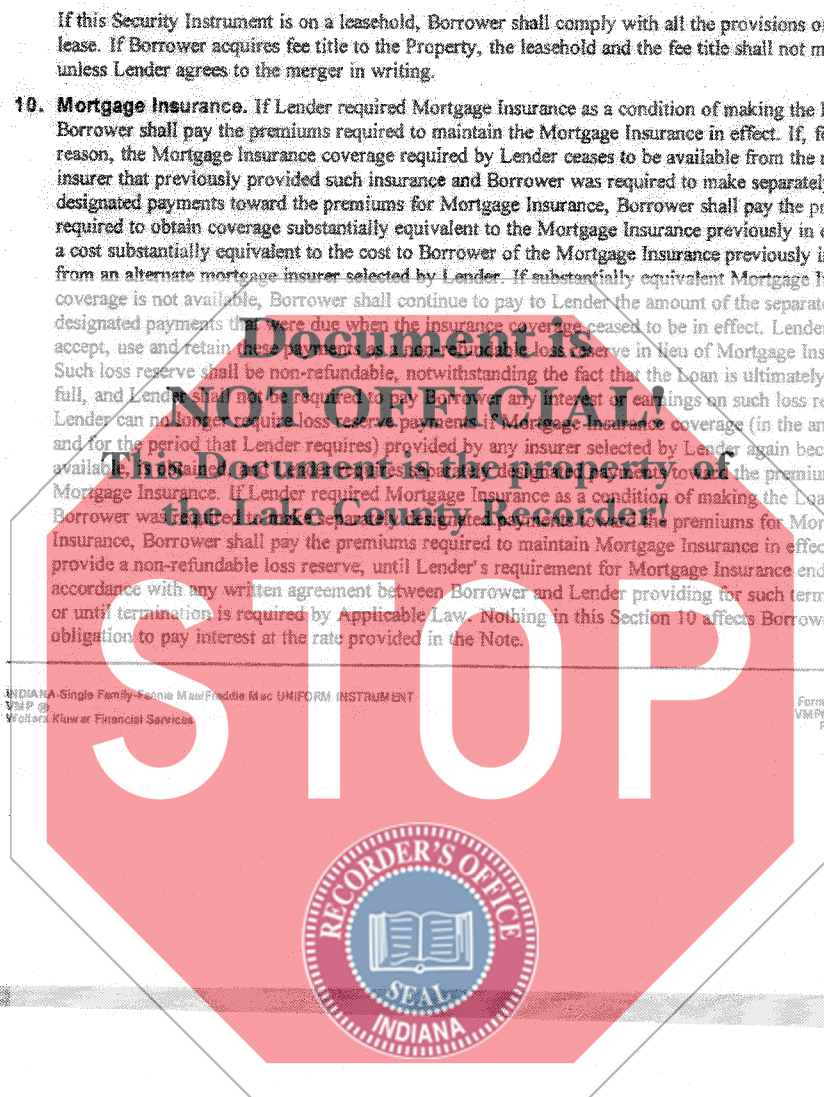 If this Security Instrument is on a leasehold, Borrower shall comply with all the provisions o
lease. If Borrower acquires fee title to the Property, the leasehold and the fee title shall not m
unless Lender agrees to the merger in writing.
10. Mortgage Insurance. If Lender required Mortgage Insurance as a condition of making the
Borrower shall pay the premiums required to maintain the Mortgage Insurance in effect. If, f
reason, the Mortgage Insurance coverage required by Lender ceases to be available from the
insurer that previously provided such insurance and Borrower was required to make separately
designated payments toward the premiums for Mortgage Insurance, Borrower shall pay the p
required to obtain coverage substantially equivalent to the Mortgage Insurance previously in
a cost substantially equivalent to the cost to Borrower of the Mortgage Insurance previously i
from an alternate mortgage insurer selected by Lender. If substantially equivalent Mortgage I
coverage is not available, Borrower shall continue to pay to Lender the amount of the separate
designated payments that were due when the insurance coverage ceased to be in effect. Lender
accept, use and retain these payments as a non-refundable loss reserve in lieu of Mortgage Ins
Such loss reserve shall be non-refundable, notwithstanding the fact that the Loan is ultimately
full, and Lender shall not be required to pay Borrower any interest or earnings on such loss re
Lender can no longer require loss reserve payments if Mortgage Insurance coverage (in the am
and for the period that Lender requires) provided by any insurer selected by Lender again bec
available, is obtained, and Lender requires separately designated payments toward the premium
Mortgage Insurance. If Lender required Mortgage Insurance as a condition of making the Loa
Borrower was required to make separately designated payments toward the premiums for Mor
Insurance, Borrower shall pay the premiums required to maintain Mortgage Insurance in effec
provide a non-refundable loss reserve, until Lender's requirement for Mortgage Insurance end
accordance with any written agreement between Borrower and Lender providing for such term
or until termination is required by Applicable Law. Nothing in this Section 10 affects Borrowe
obligation to pay interest at the rate provided in the Note.
Document is
NOT OFFICIAL!
This Document is the property of
the Lake County Recorder!
STOP
INDIANA-Single Family-Fannie Mae/Freddie Mac UNIFORM INSTRUMENT
VMP ®
Wolters Kluwer Financial Services
Form
VMP
RECORDER'S OFFICE
SEAL
INDIANA